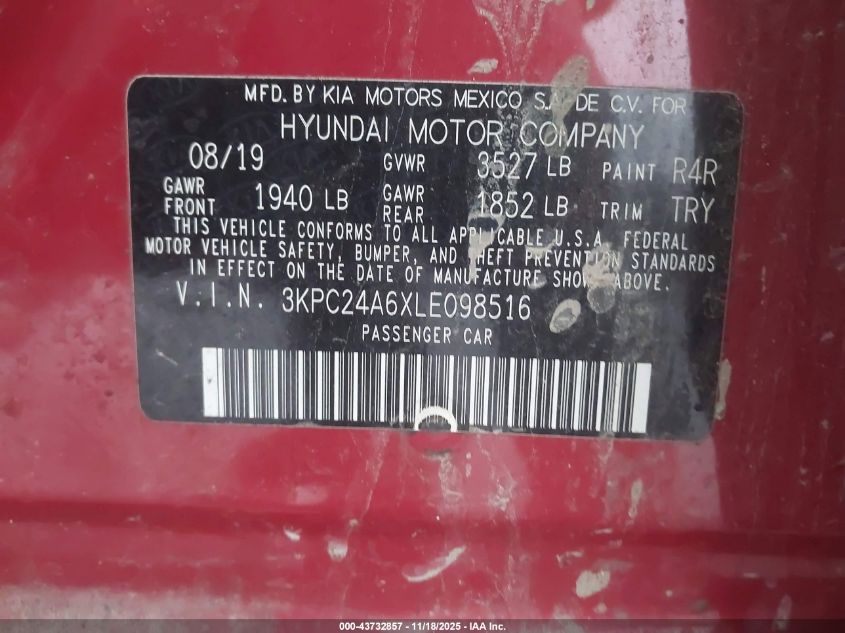 MFD. BY KIA MOTORS MEXICO S.A. DE C.V. FOR
HYUNDAI MOTOR COMPANY
08/19 GVWR 3527 LB PAINT R4R
GAWR FRONT 1940 LB GAWR REAR 1852 LB TRIM TRY
THIS VEHICLE CONFORMS TO ALL APPLICABLE U.S.A. FEDERAL
MOTOR VEHICLE SAFETY, BUMPER, AND THEFT PREVENTION STANDARDS
IN EFFECT ON THE DATE OF MANUFACTURE SHOWN ABOVE.
V.I.N. 3KPC24A6XLE098516
PASSENGER CAR
000-43732857 - 11/18/2025 - IAA Inc.